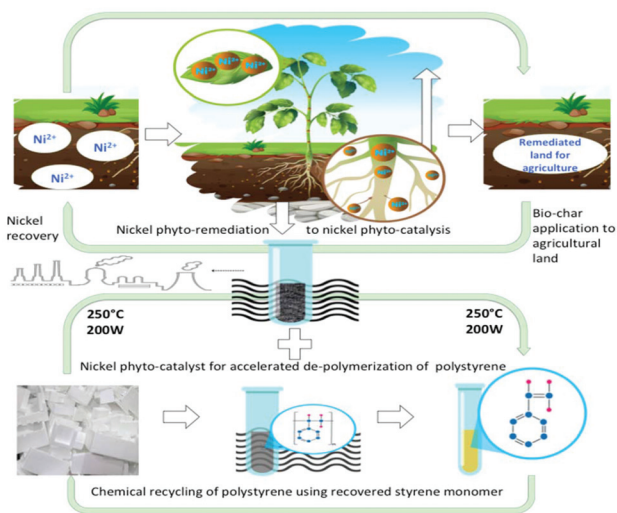 Ni²⁺ Ni²⁺ Ni²⁺
Ni²⁺
Ni²⁺
Ni²⁺
Ni²⁺
Ni²⁺
Remediated
land for
agriculture
Nickel
recovery
Nickel phyto-remediation to nickel phyto-catalysis
Bio-char
application to
agricultural
land
250°C
200W
250°C
200W
Nickel phyto-catalyst for accelerated de-polymerization of polystyrene
Chemical recycling of polystyrene using recovered styrene monomer